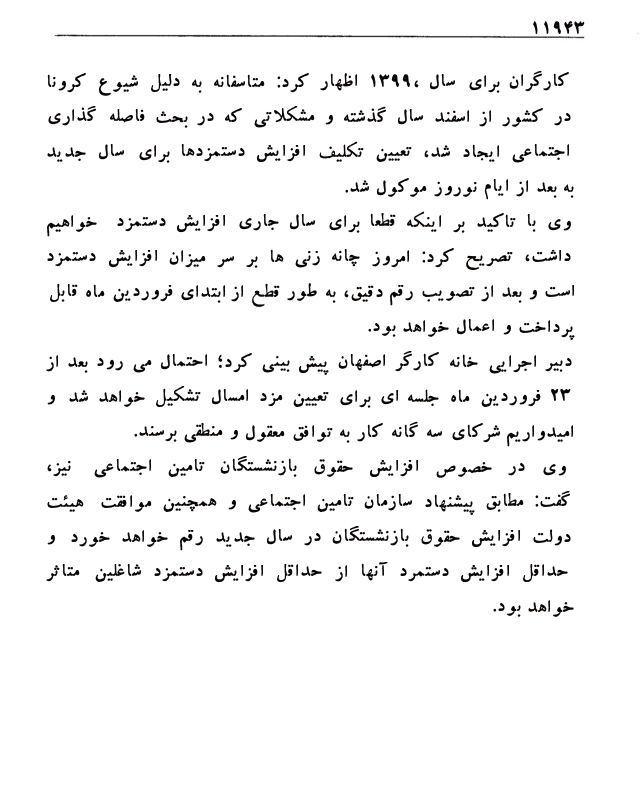 ۱۱۹۴۳
کارگران برای سال ۱۳۹۹، اظهار کرد: متاسفانه به دلیل شیوع کرونا
در کشور از اسفند سال گذشته و مشکلاتی که در بحث فاصله گذاری
اجتماعی ایجاد شد، تعیین تکلیف افزایش دستمزدها برای سال جدید
به بعد از ایام نوروز موکول شد.
وی با تاکید بر اینکه قطعا برای سال جاری افزایش دستمزد خواهیم
داشت، تصریح کرد: امروز چانه زنی ها بر سر میزان افزایش دستمزد
است و بعد از تصویب رقم دقیق، به طور قطع از ابتدای فروردین ماه قابل
پرداخت و اعمال خواهد بود.
دبیر اجرایی خانه کارگر اصفهان پیش بینی کرد؛ احتمال می رود بعد از
۲۳ فروردین ماه جلسه ای برای تعیین مزد امسال تشکیل خواهد شد و
امیدواریم شرکای سه گانه کار به توافق معقول و منطقی برسند.
وی در خصوص افزایش حقوق بازنشستگان تامین اجتماعی نیز،
گفت: مطابق پیشنهاد سازمان تامین اجتماعی و همچنین موافقت هیئت
دولت افزایش حقوق بازنشستگان در سال جدید رقم خواهد خورد و
حداقل افزایش دستمرد آنها از حداقل افزایش دستمزد شاغلین متاثر
خواهد بود.